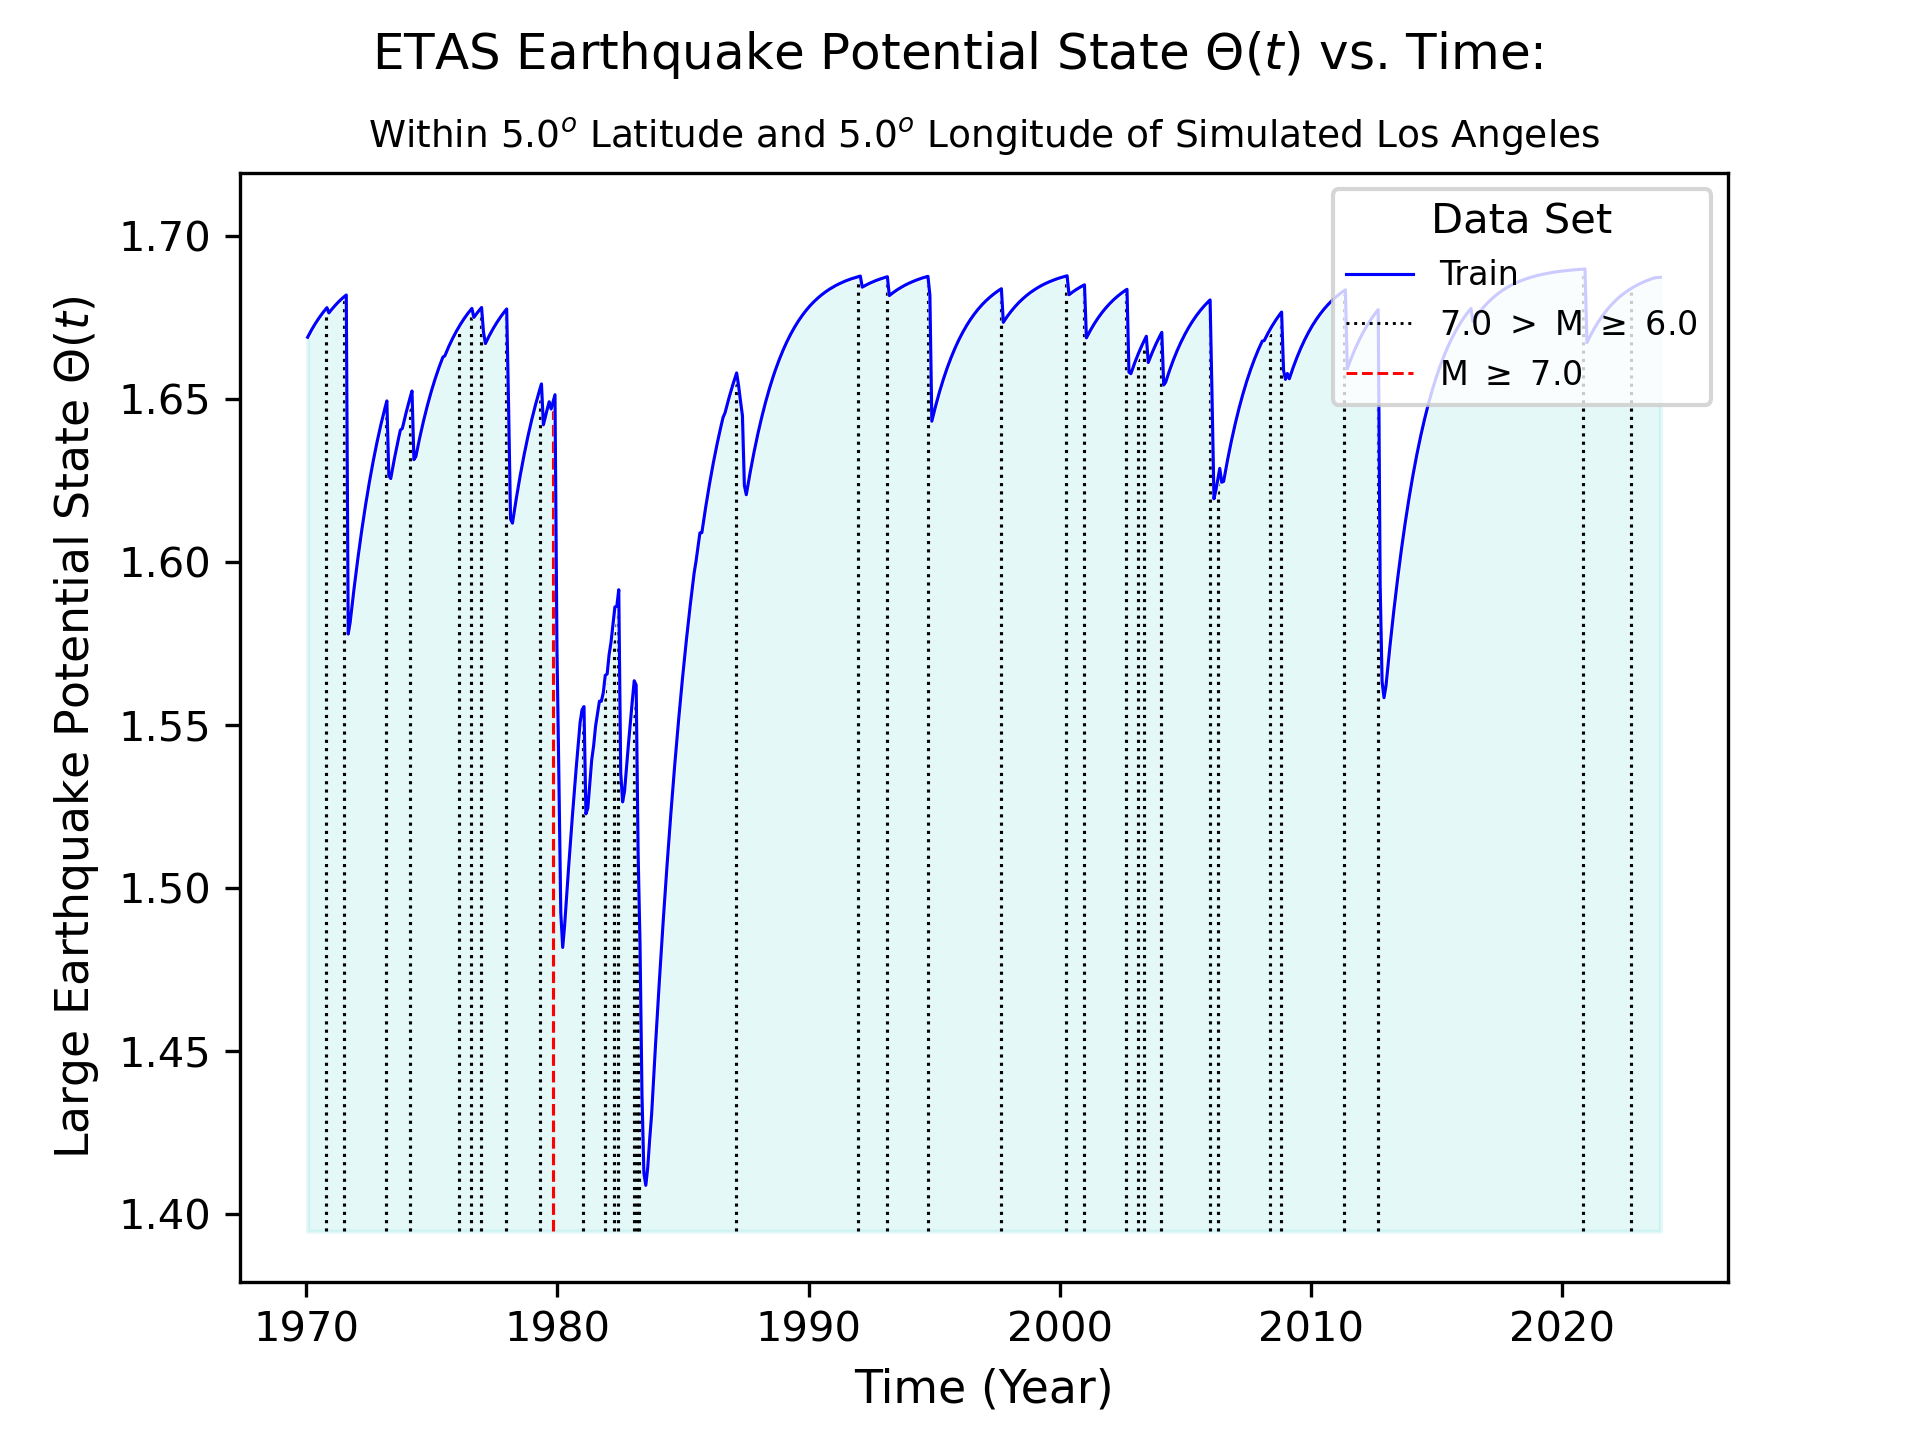 ETAS Earthquake Potential State Θ(t) vs. Time:
Within 5.0° Latitude and 5.0° Longitude of Simulated Los Angeles
Large Earthquake Potential State Θ(t)
1.70
1.65
1.60
1.55
1.50
1.45
1.40
Data Set
Train
7.0 > M ≥ 6.0
M ≥ 7.0
1970
1980
1990
2000
2010
2020
Time (Year)